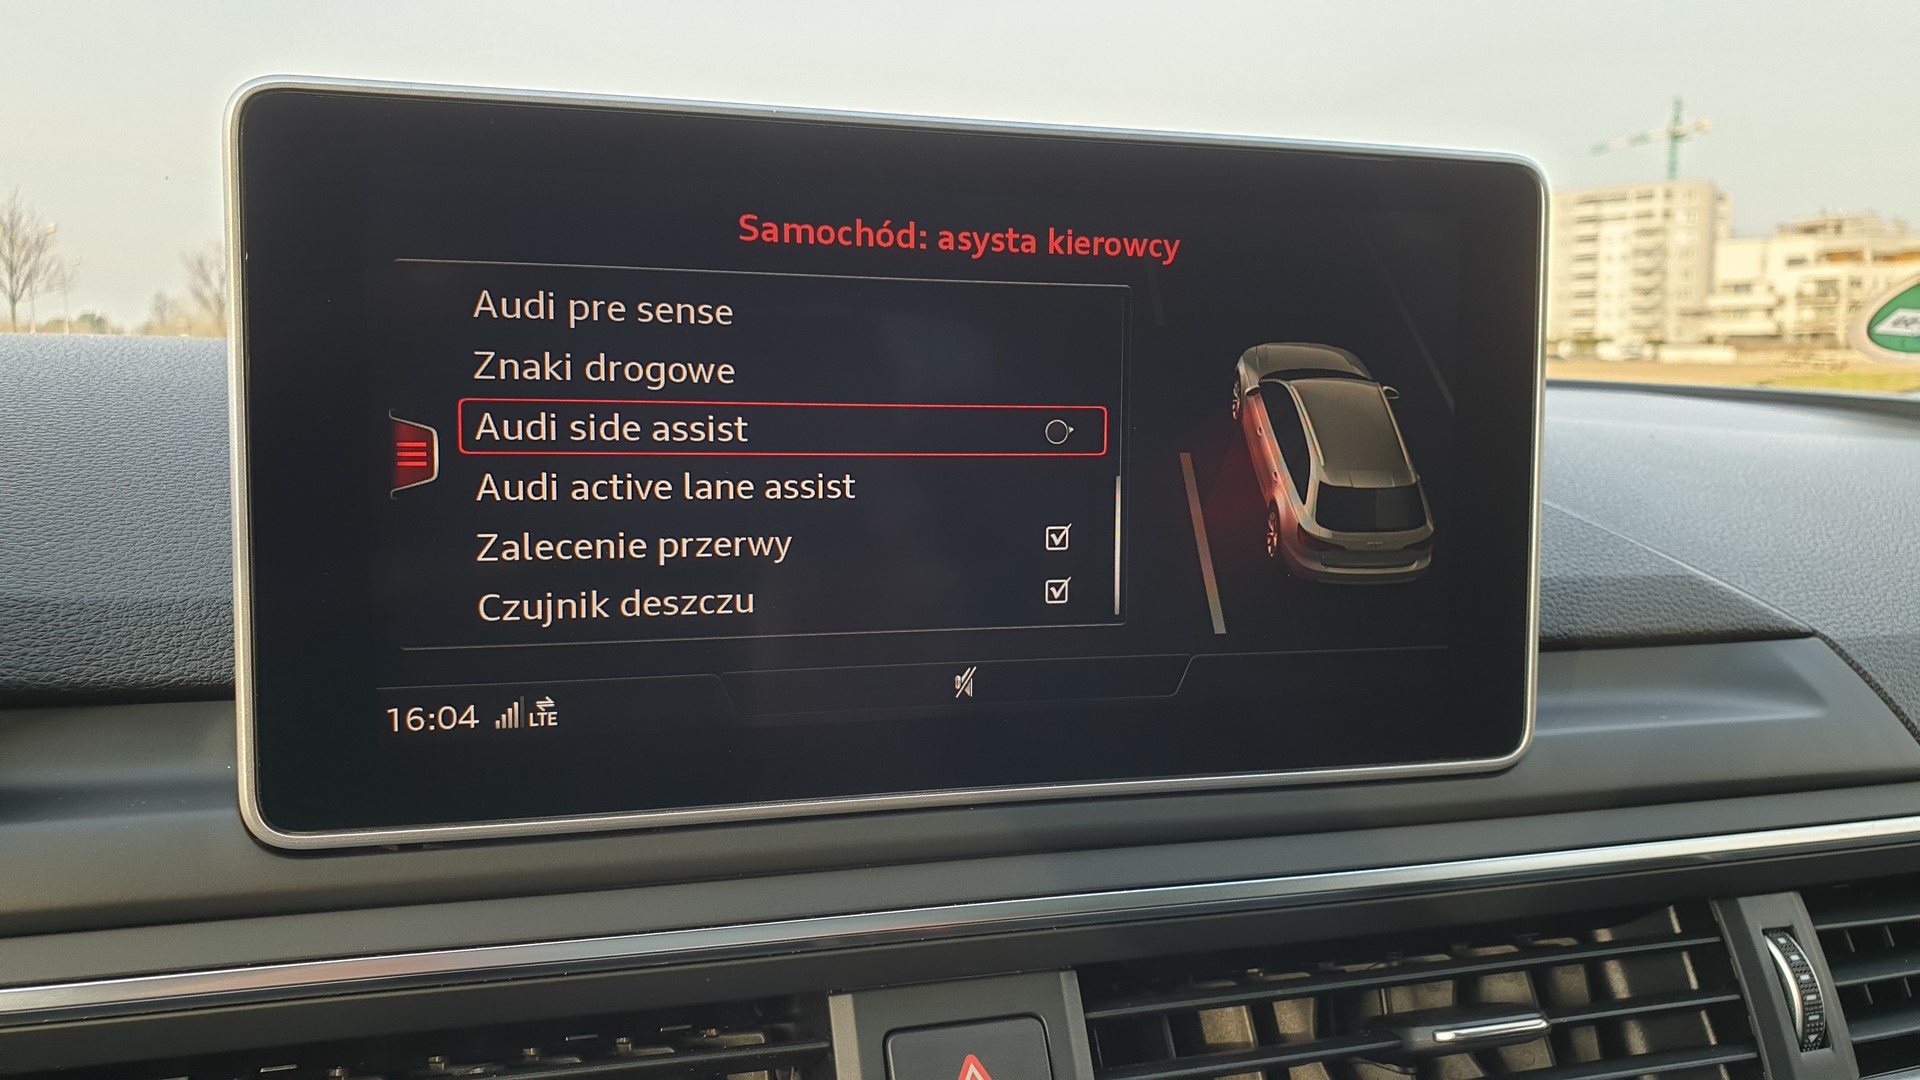 Samochód: asysta kierowcy
Audi pre sense
Znaki drogowe
Audi side assist
Audi active lane assist
Zalecenie przerwy
Czujnik deszczu
16:04 LTE